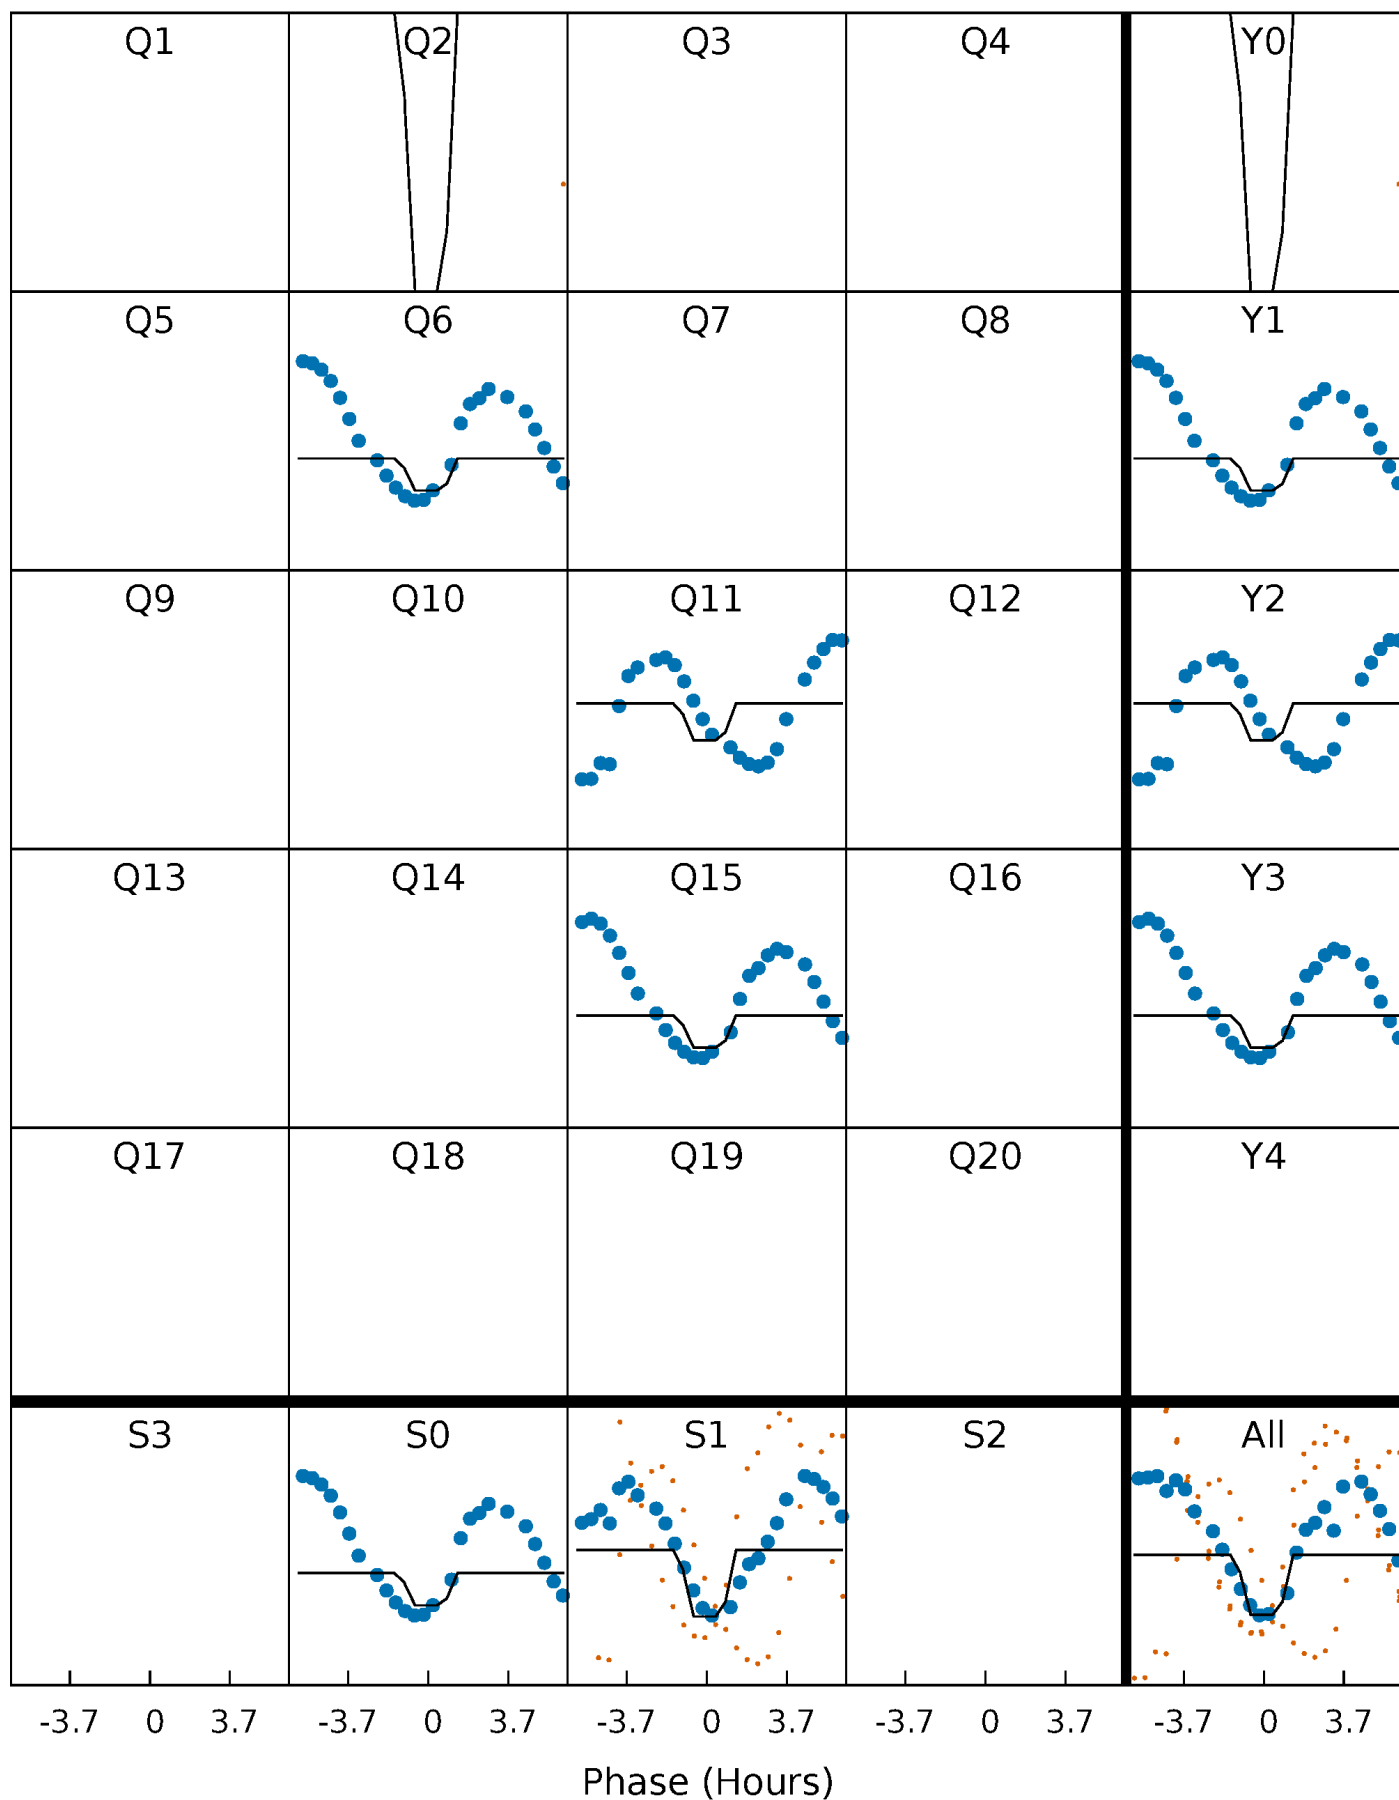 Q1 Q2 Q3 Q4 Y0
Q5 Q6 Q7 Q8 Y1
Q9 Q10 Q11 Q12 Y2
Q13 Q14 Q15 Q16 Y3
Q17 Q18 Q19 Q20 Y4
S3 S0 S1 S2 All
-3.7 0 3.7 -3.7 0 3.7 -3.7 0 3.7 -3.7 0 3.7 -3.7 0 3.7
Phase (Hours)